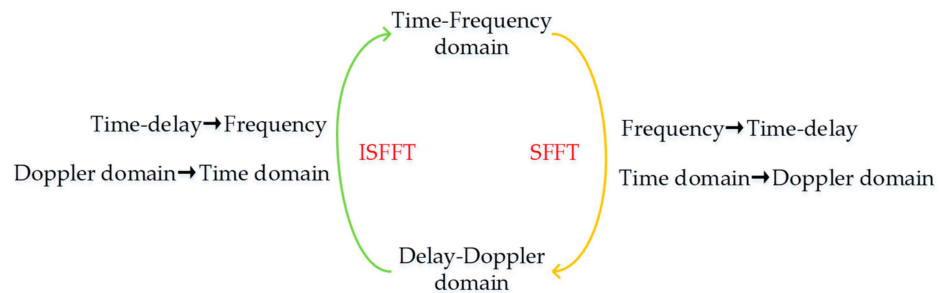 Time-Frequency
domain
Time-delay→Frequency
Doppler domain→Time domain
ISFFT
SFFT
Frequency→Time-delay
Time domain→Doppler domain
Delay-Doppler
domain